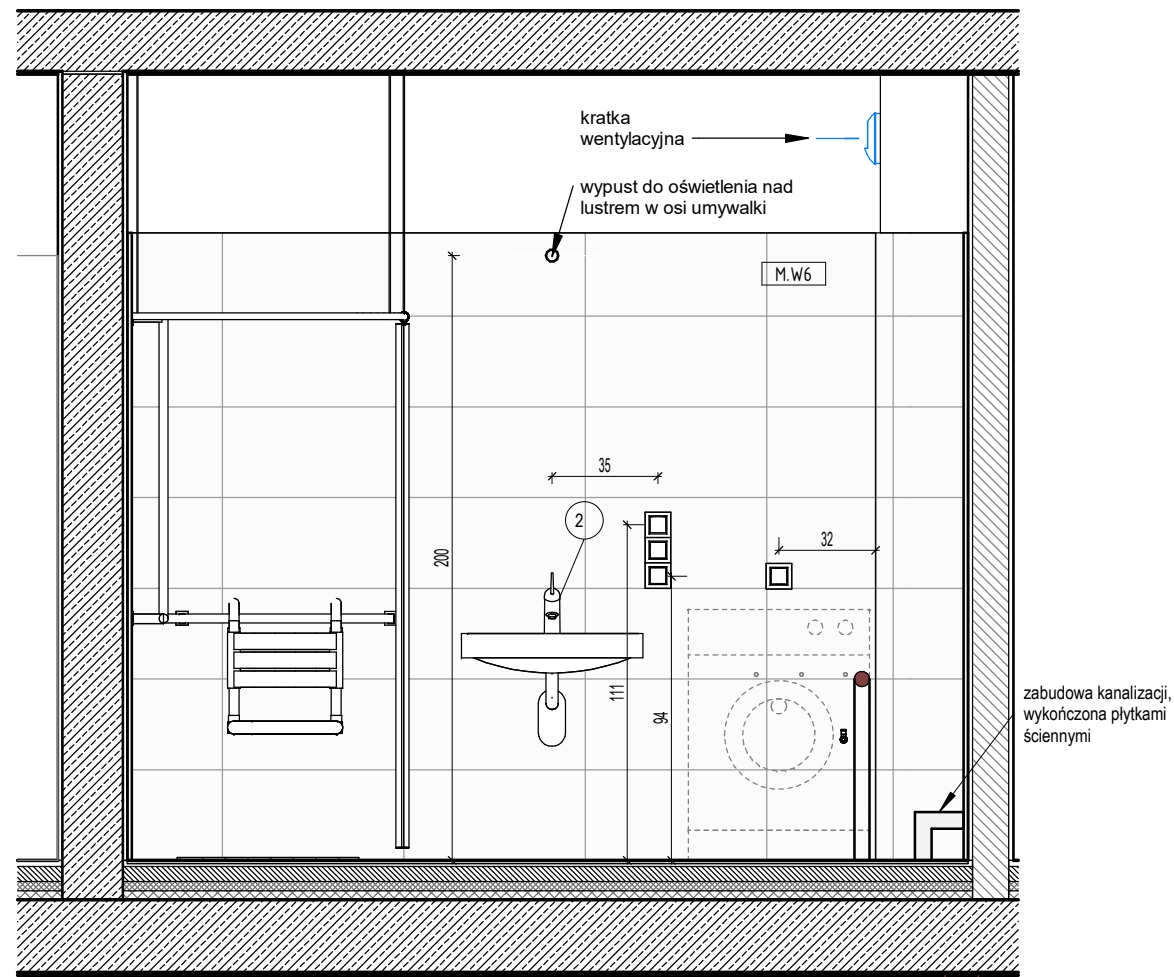 kratka
wentylacyjna
wypust do oświetlenia nad
lustrem w osi umywalki
M.W6
35
2
200
32
111
94
zabudowa kanalizacji,
wykończona płytkami
ściennymi